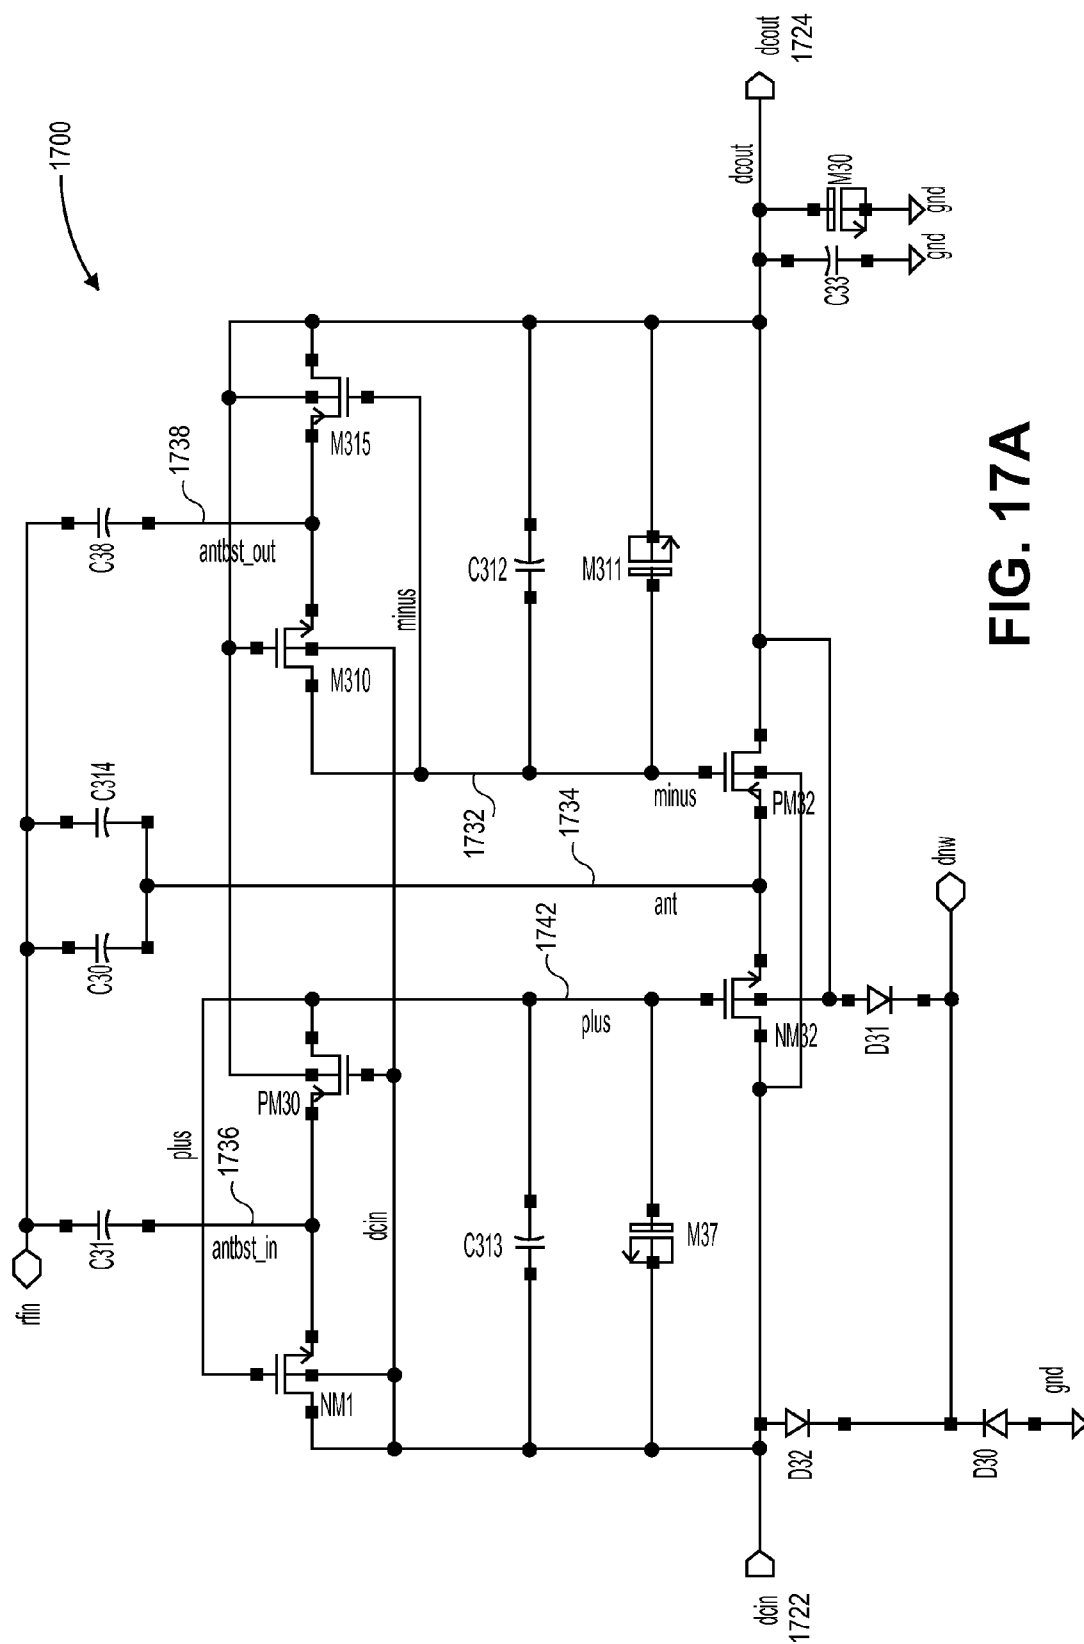 1700
rfin
C31
C30
C314
C38
1736
antbst_in
plus
NM1
PM30
dcin
1738
antbst_out
M310
M315
minus
C313
M37
plus
1742
ant
1734
1732
minus
C312
M311
NM32
PM32
dcin
1722
dcout
dcout
1724
D32
D30
gnd
D31
dnw
C33
gnd
M30
gnd
FIG. 17A